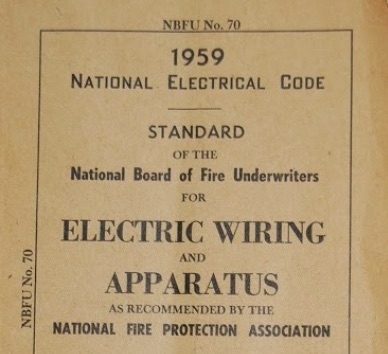 NBFU No. 70
1959
NATIONAL ELECTRICAL CODE
STANDARD
OF THE
National Board of Fire Underwriters
FOR
ELECTRIC WIRING
AND
APPARATUS
AS RECOMMENDED BY THE
NATIONAL FIRE PROTECTION ASSOCIATION
NBFU No. 70